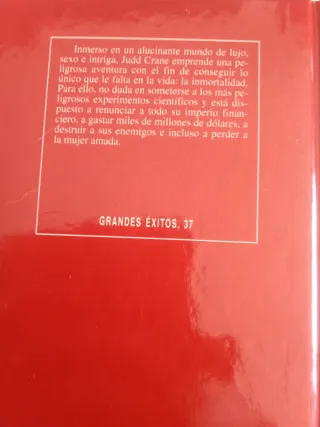 Inmerso en un alucinante mundo de lujo,
sexo e intriga, Judd Crane emprende una pe-
ligrosa aventura con el fin de conseguir lo
único que le falta en la vida: la inmortalidad.
Para ello, no duda en someterse a los más pe-
ligrosos experimentos científicos y está dis-
puesto a renunciar a todo su imperio finan-
ciero, a gastar miles de millones de dólares, a
destruir a sus enemigos e incluso a perder a
la mujer amada.
GRANDES ÉXITOS, 37